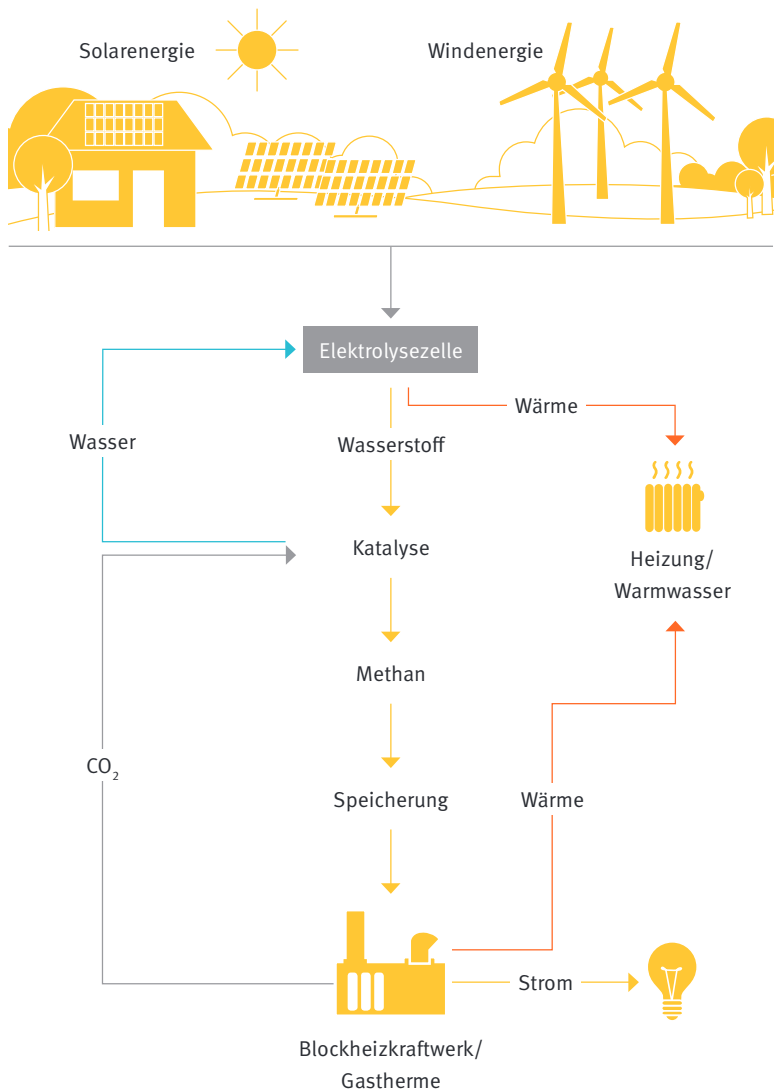 Solarenergie
Windenergie
Elektrolysezelle
Wärme
Wasser
Wasserstoff
Katalyse
Heizung/
Warmwasser
Methan
CO₂
Speicherung
Wärme
Strom
Blockheizkraftwerk/
Gastherme